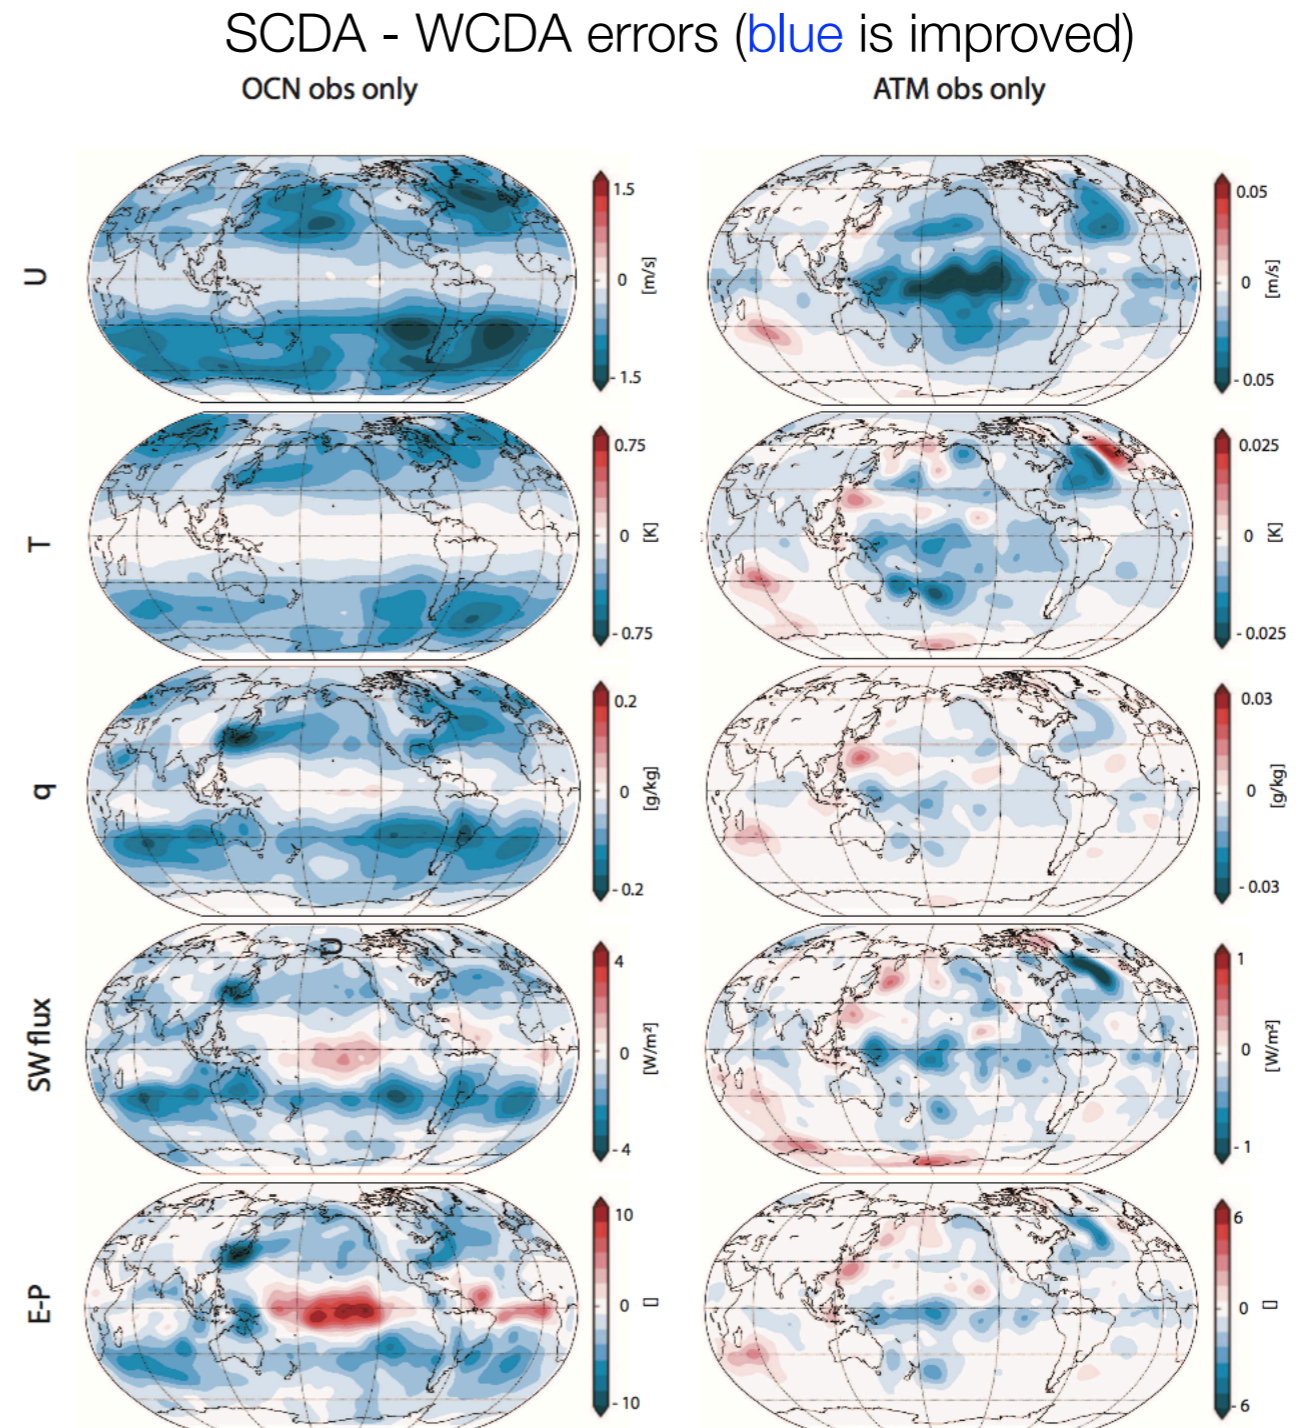 SCDA - WCDA errors (blue is improved)
OCN obs only
ATM obs only
U
1.5
0
- 1.5
[m/s]
0.05
0
- 0.05
[m/s]
T
0.75
0
- 0.75
[K]
0.025
0
- 0.025
[K]
q
0.2
0
- 0.2
[g/kg]
0.03
0
- 0.03
[g/kg]
SW flux
U
4
0
- 4
[W/m²]
1
0
- 1
[W/m²]
E-P
10
0
- 10
[]
6
0
- 6
[]